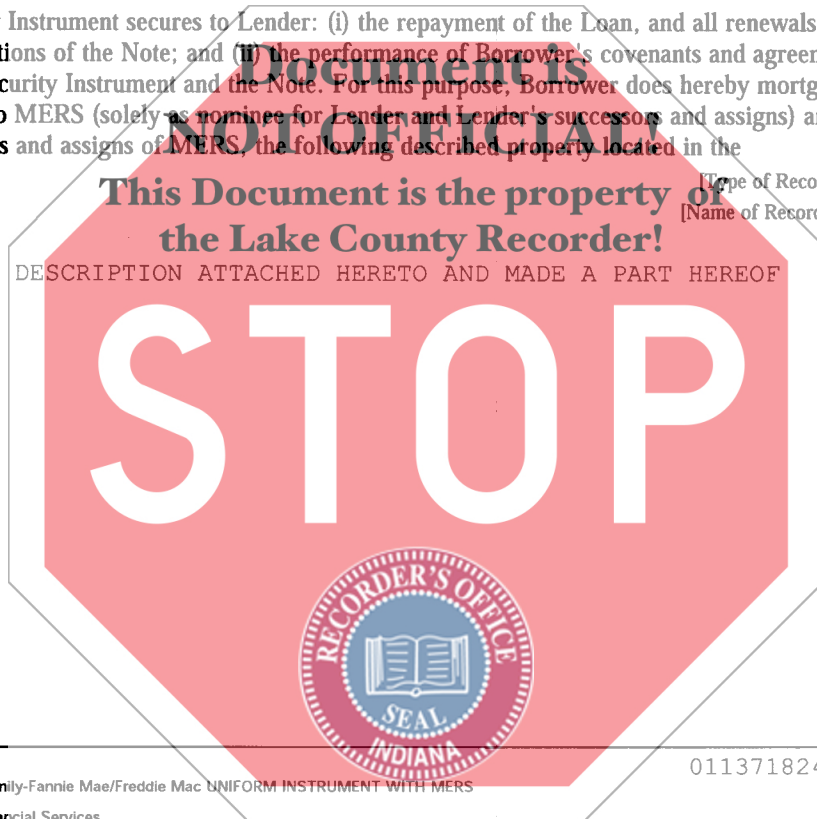 Instrument secures to Lender: (i) the repayment of the Loan, and all renewals
tions of the Note; and (ii) the performance of Borrower's covenants and agreem
curity Instrument and the Note. For this purpose, Borrower does hereby mortg
MERS (solely as nominee for Lender and Lender's successors and assigns) a
s and assigns of MERS, the following described property located in the
[Type of Reco
[Name of Record
Document is
NOT OFFICIAL!
This Document is the property of
the Lake County Recorder!
DESCRIPTION ATTACHED HERETO AND MADE A PART HEREOF
STOP
RECORDER'S OFFICE
SEAL
INDIANA
011371824
mily-Fannie Mae/Freddie Mac UNIFORM INSTRUMENT WITH MERS
ancial Services